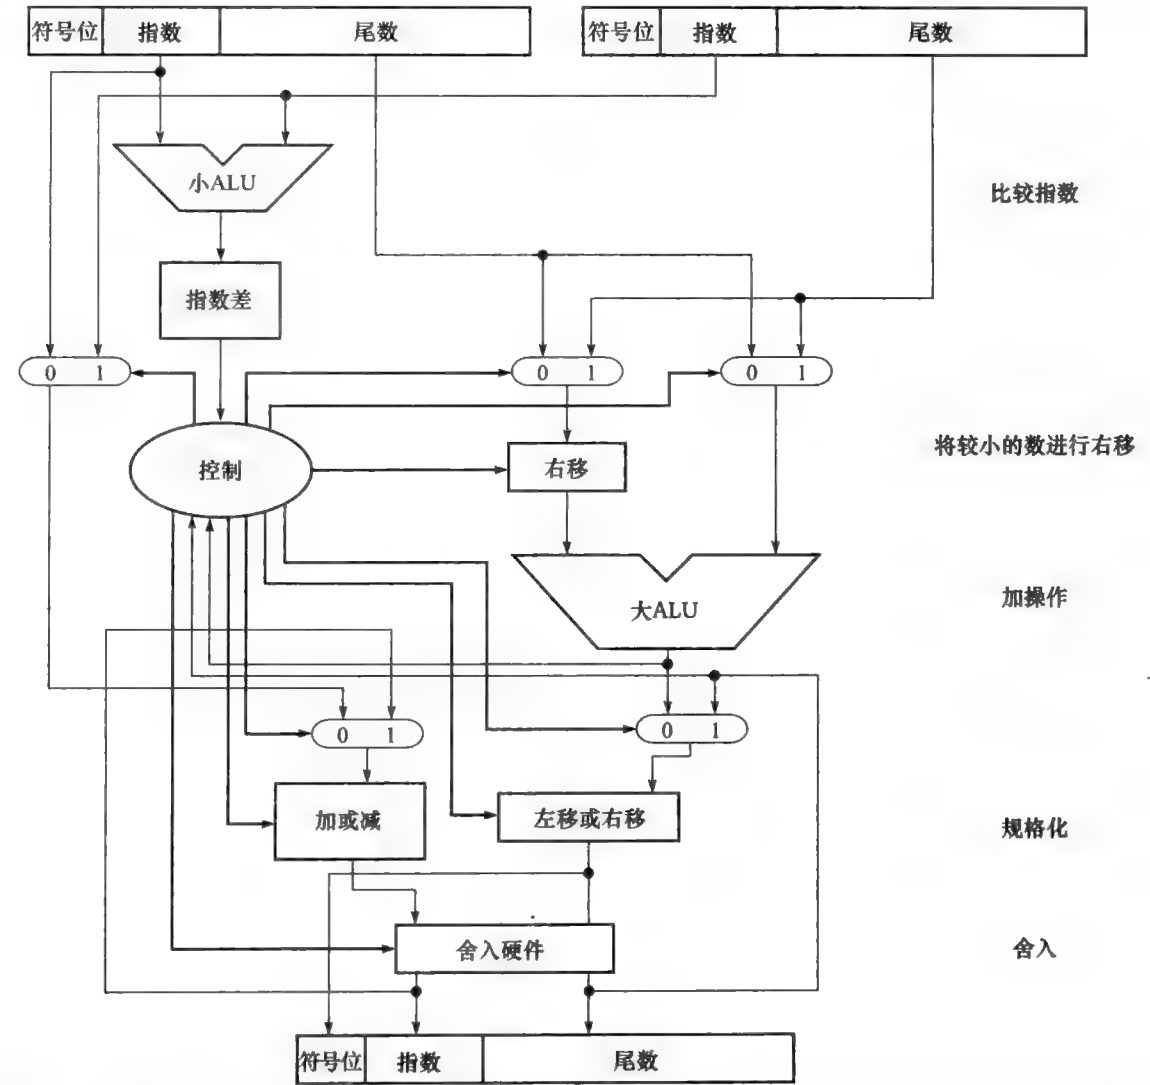 符号位 指数 尾数 符号位 指数 尾数
小ALU
比较指数
指数差
0 1 0 1 0 1
控制
右移
将较小的数进行右移
大ALU
加操作
0 1 0 1
加或减
左移或右移
规格化
舍入硬件
舍入
符号位 指数 尾数